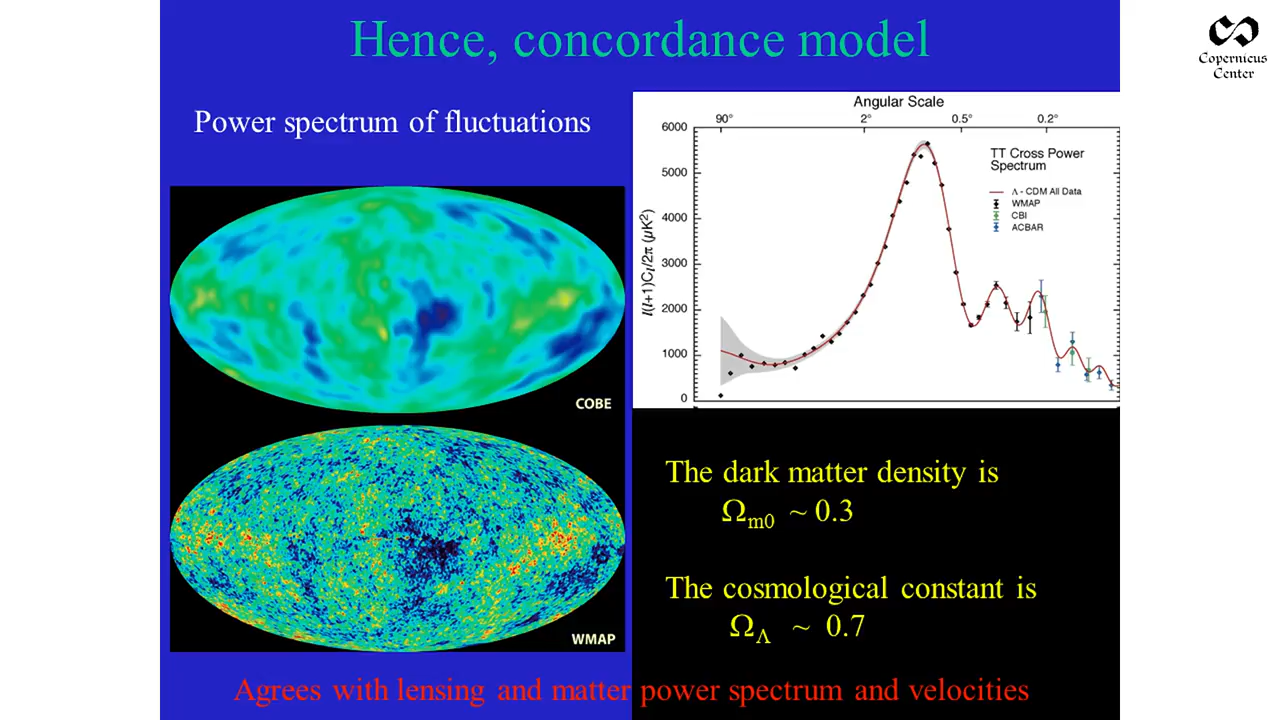 Hence, concordance model
Copernicus
Center
Power spectrum of fluctuations
COBE
WMAP
Angular Scale
90° 2° 0.5° 0.2°
6000
5000
4000
3000
2000
1000
0
l(l+1)Cl/2π (μK²)
TT Cross Power
Spectrum
Λ - CDM All Data
WMAP
CBI
ACBAR
The dark matter density is
Ωm0 ~ 0.3
The cosmological constant is
ΩΛ ~ 0.7
Agrees with lensing and matter power spectrum and velocities